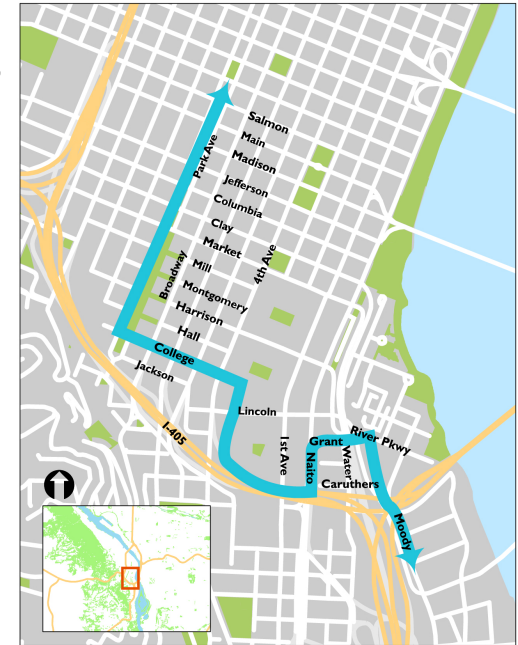 Salmon
Main
Park Ave
Madison
Jefferson
Columbia
Clay
Market
4th Ave
Broadway
Mill
Montgomery
Harrison
Hall
College
Jackson
Lincoln
I-405
1st Ave
Grant
River Pkwy
Naito
Water
Caruthers
Moody